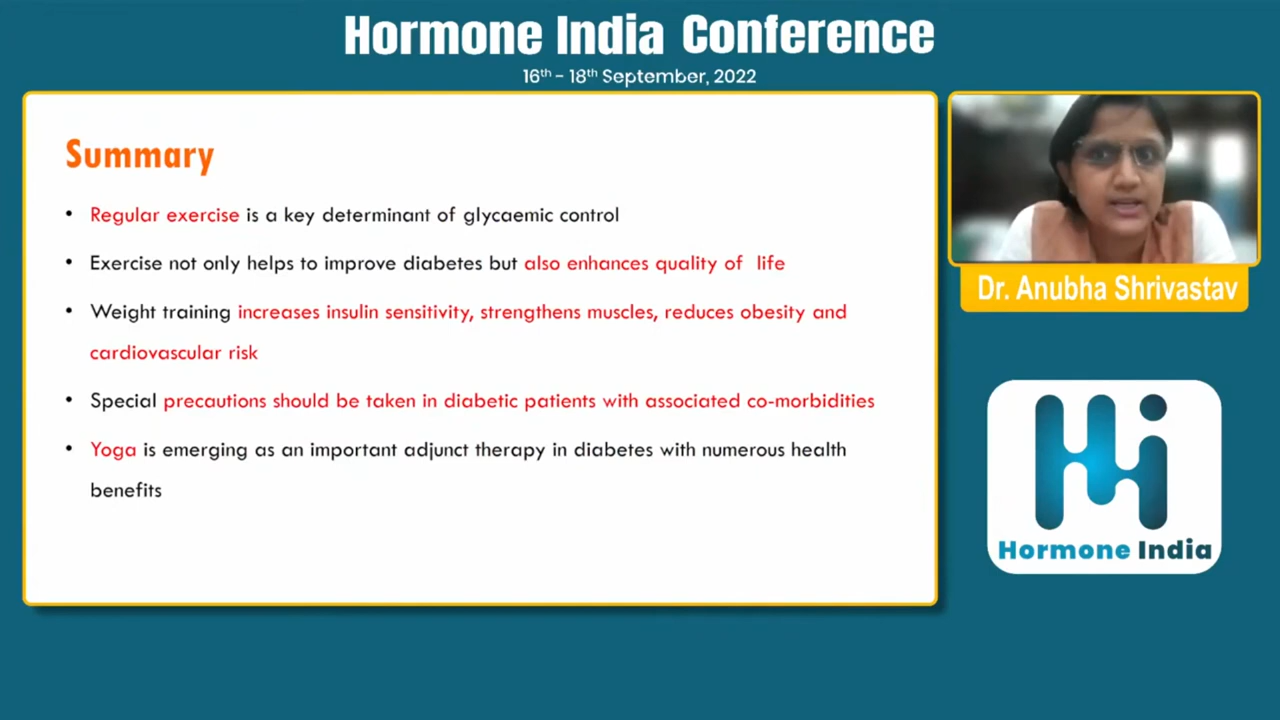 Hormone India Conference
16th - 18th September, 2022
Summary
• Regular exercise is a key determinant of glycaemic control
• Exercise not only helps to improve diabetes but also enhances quality of life
• Weight training increases insulin sensitivity, strengthens muscles, reduces obesity and
cardiovascular risk
• Special precautions should be taken in diabetic patients with associated co-morbidities
• Yoga is emerging as an important adjunct therapy in diabetes with numerous health
benefits
Dr. Anubha Shrivastav
Hi
Hormone India